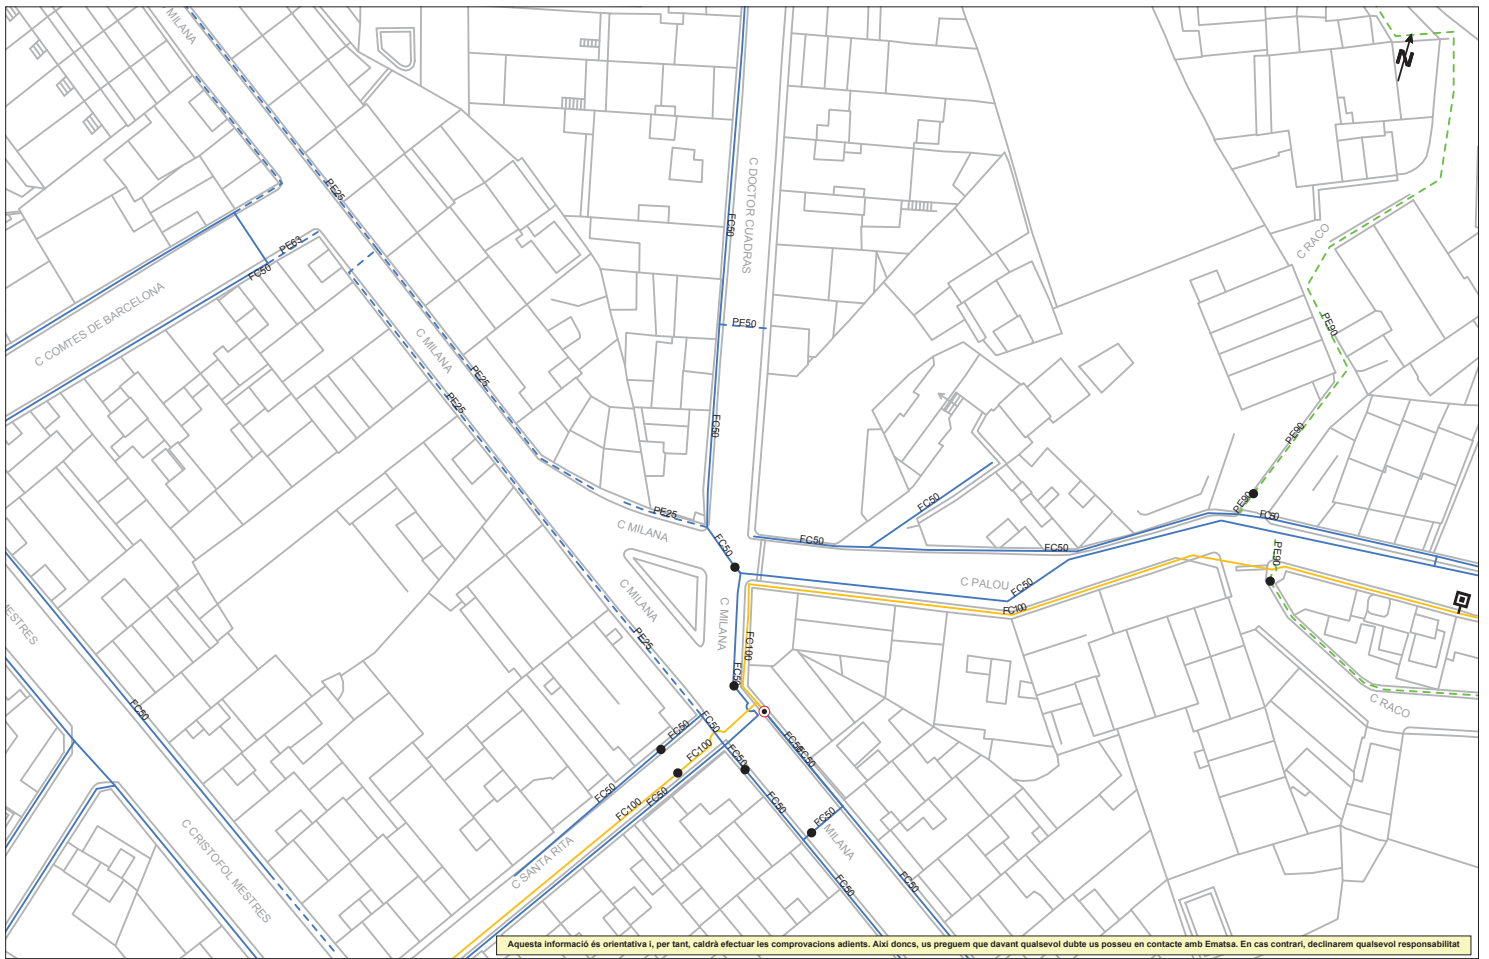 MILANA
N
PE25
C DOCTOR CUADRAS
FC50
C RACO
PE63
FC50
C COMTES DE BARCELONA
PE50
PE90
C MILANA
PE25
PE25
FC50
PE90
FC50
PE90
FC50
PE25
C MILANA
FC50
FC50
FC50
PE90
C PALOU
FC50
C MILANA
C MILANA
FC100
MESTRES
PE25
FC100
FC50
C RACO
FC50
FC50
FC50
FC100
FC50
FC50
FC50
FC50
FC50
FC100
FC50
FC50
FC50
C CRISTOFOL MESTRES
C SANTA RITA
MILANA
FC50
FC50
Aquesta informació és orientativa i, per tant, caldrà efectuar les comprovacions adients. Així doncs, us preguem que davant qualsevol dubte us poseu en contacte amb Ematsa. En cas contrari, declinarem qualsevol responsabilitat